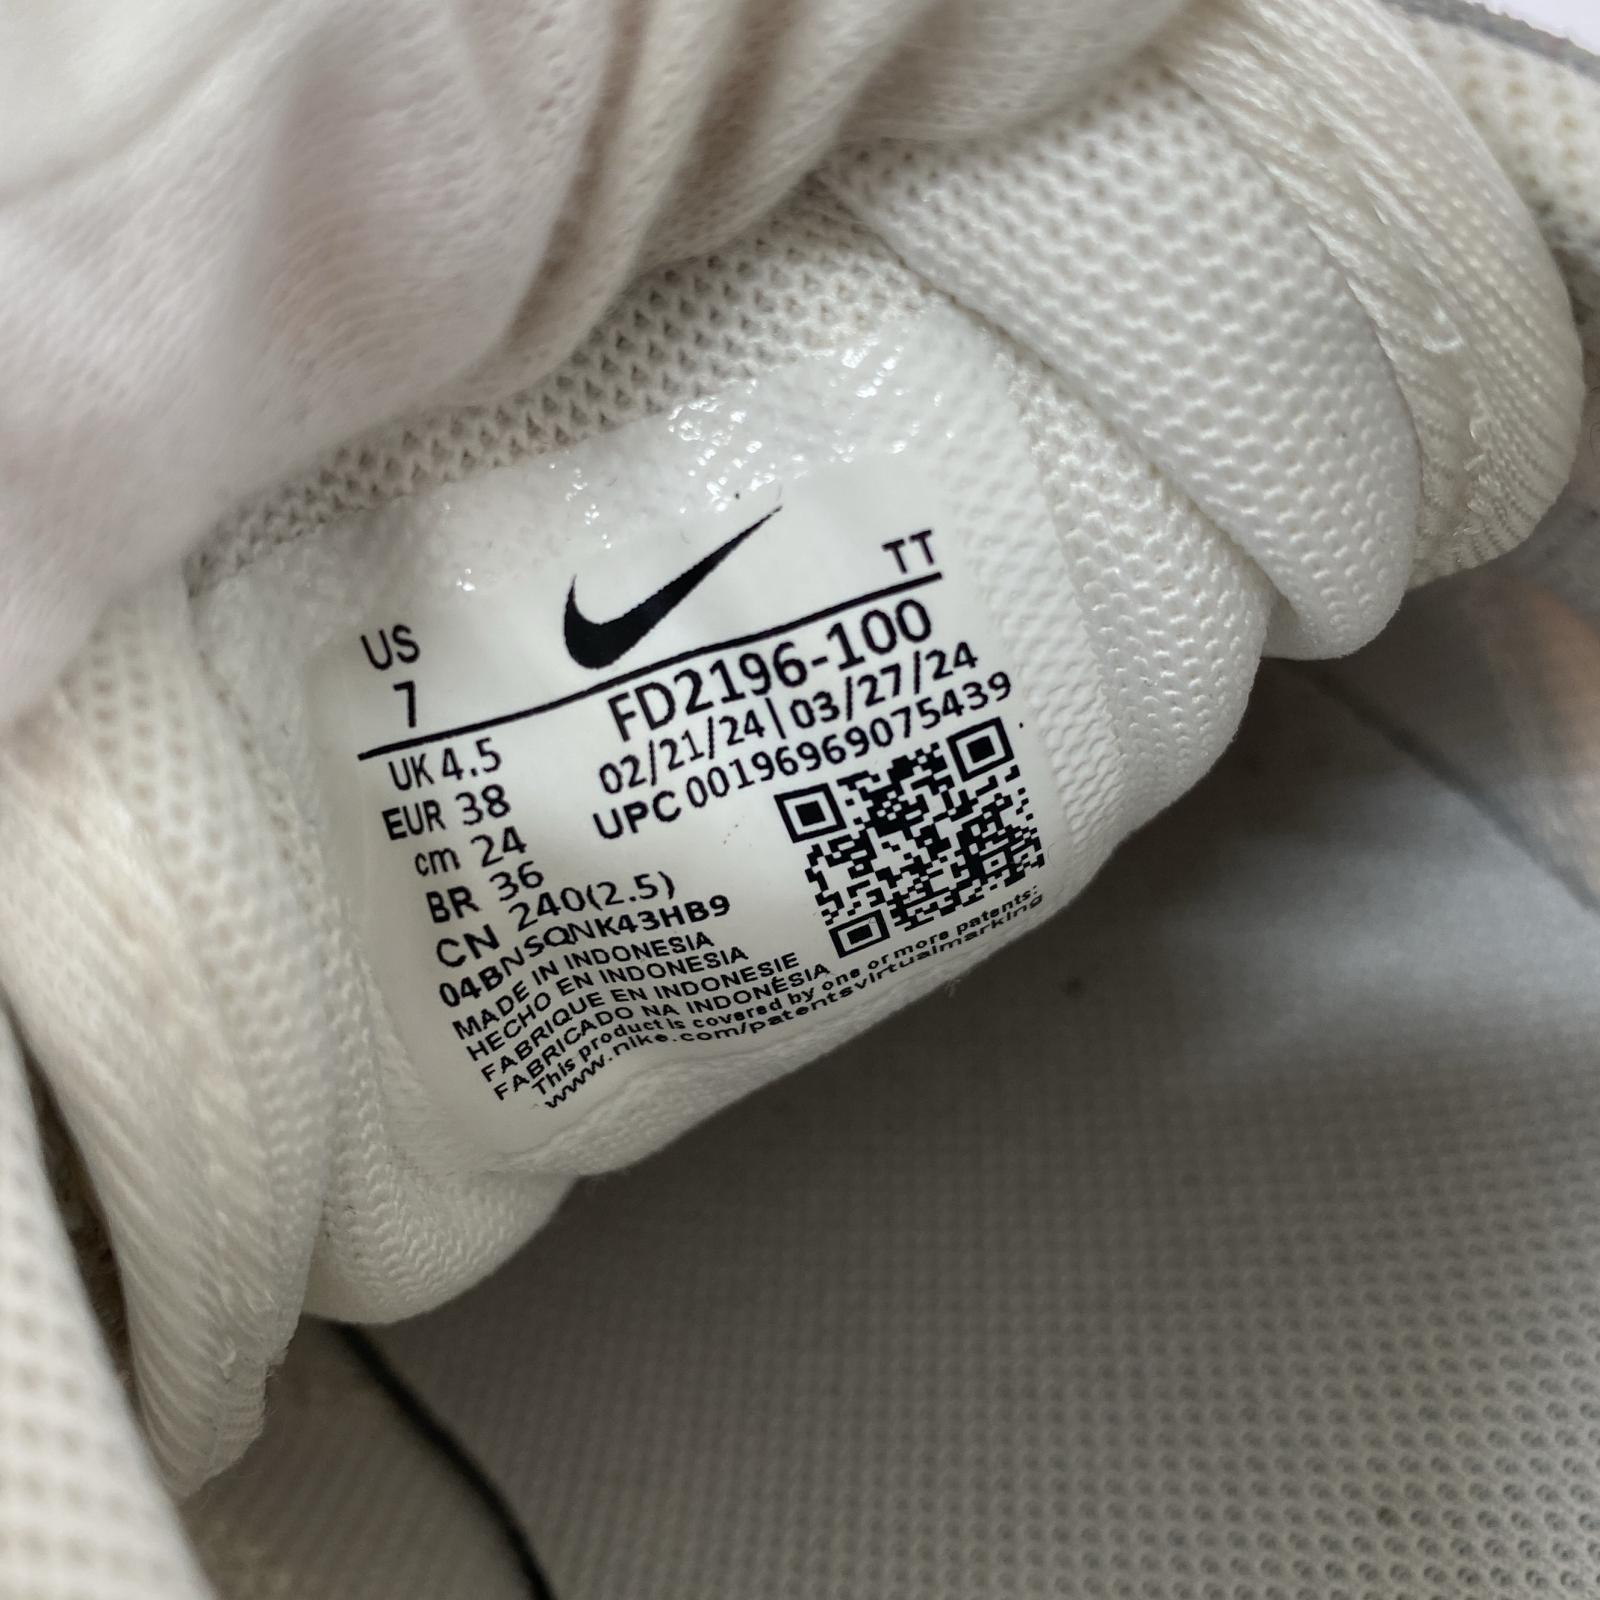 US
7
TT
FD2196-100
02/21/24|03/27/24
UPC 00196969075439
UK 4.5
EUR 38
cm 24
BR 36
CN 240(2.5)
04BNSQNK43HB9
MADE IN INDONESIA
HECHO EN INDONESIA
FABRIQUE EN INDONESIE
FABRICADO NA INDONÉSIA
This product is covered by one or more patents:
www.nike.com/patentsvirtualmarking